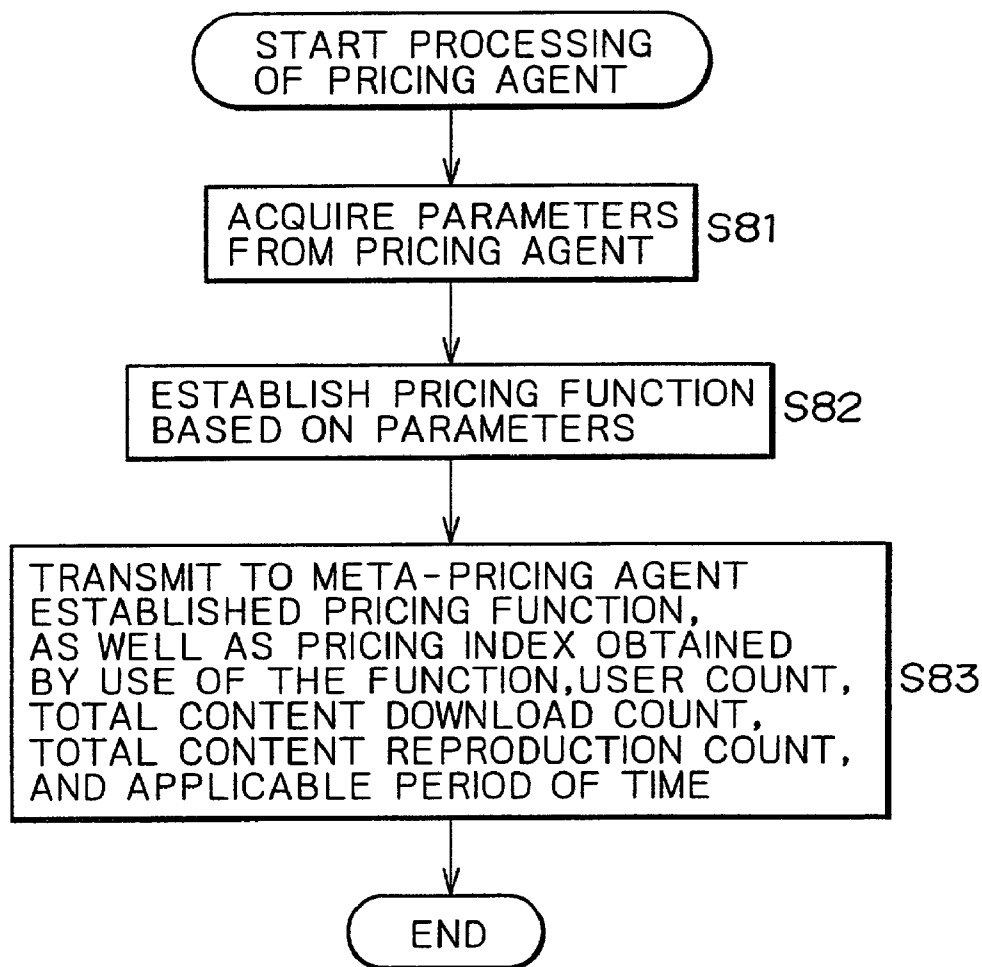 START PROCESSING
OF PRICING AGENT
ACQUIRE PARAMETERS
FROM PRICING AGENT
S81
ESTABLISH PRICING FUNCTION
BASED ON PARAMETERS
S82
TRANSMIT TO META-PRICING AGENT
ESTABLISHED PRICING FUNCTION,
AS WELL AS PRICING INDEX OBTAINED
BY USE OF THE FUNCTION,USER COUNT,
TOTAL CONTENT DOWNLOAD COUNT,
TOTAL CONTENT REPRODUCTION COUNT,
AND APPLICABLE PERIOD OF TIME
S83
END